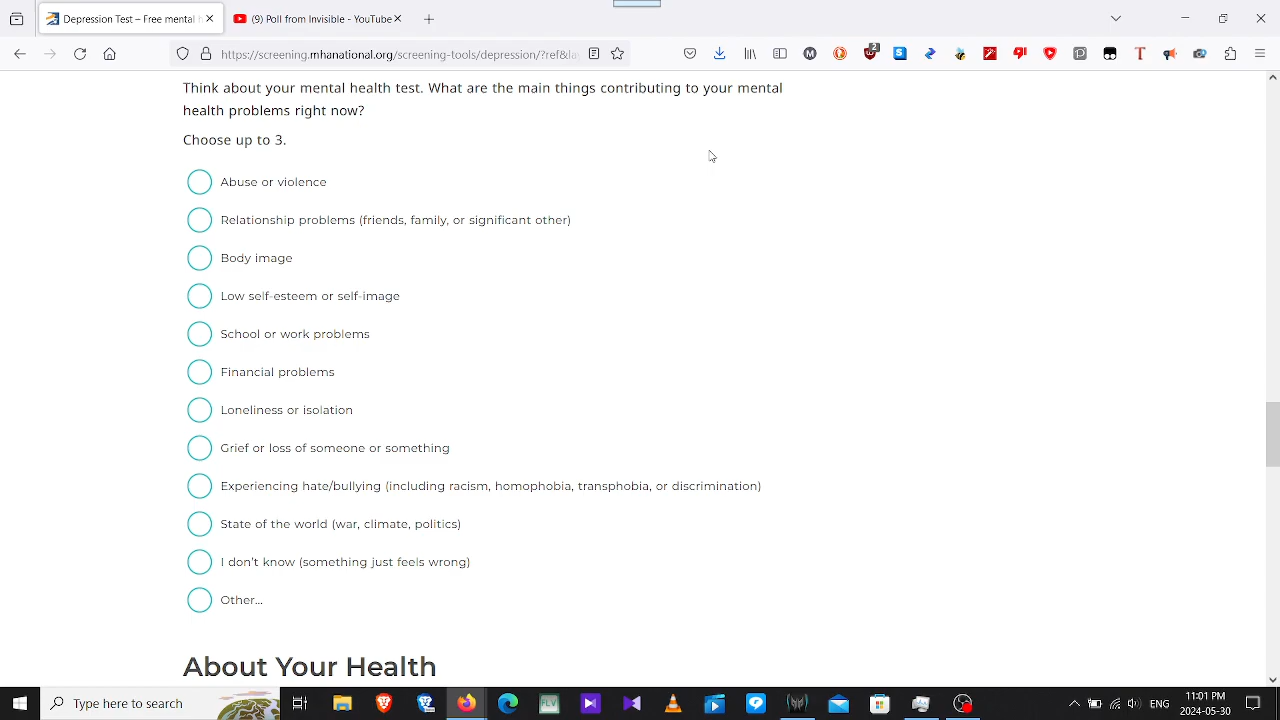 Depression Test – Free mental h
(9) Poll from Invisible - YouTube
https://screening.mhanational.org/screening-tools/depression/?ref&la
2
Think about your mental health test. What are the main things contributing to your mental
health problems right now?
Choose up to 3.
Abuse or violence
Relationship problems (friends, family, or significant other)
Body image
Low self-esteem or self-image
School or work problems
Financial problems
Loneliness or isolation
Grief or loss of someone or something
Experiencing hate/bullying (including racism, homophobia, transphobia, or discrimination)
State of the world (war, climate, politics)
I don't know (something just feels wrong)
Other...
About Your Health
Type here to search
FLV
ENG
11:01 PM
2024-05-30